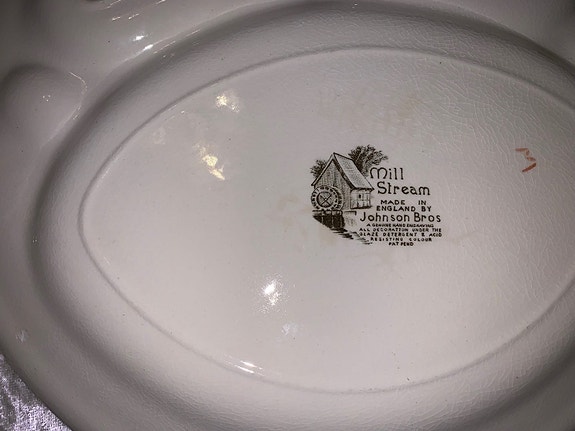 Mill
Stream
MADE IN
ENGLAND BY
Johnson Bros
A GENUINE HAND ENGRAVING
ALL DECORATION UNDER THE
GLAZE DETERGENT & ACID
RESISTING COLOUR
PAT PEND
M